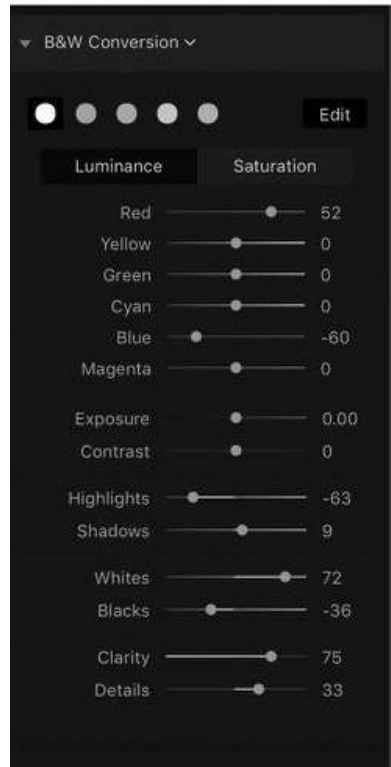 B&W Conversion
Edit
Luminance Saturation
Red 52
Yellow 0
Green 0
Cyan 0
Blue -60
Magenta 0
Exposure 0.00
Contrast 0
Highlights -63
Shadows 9
Whites 72
Blacks -36
Clarity 75
Details 33